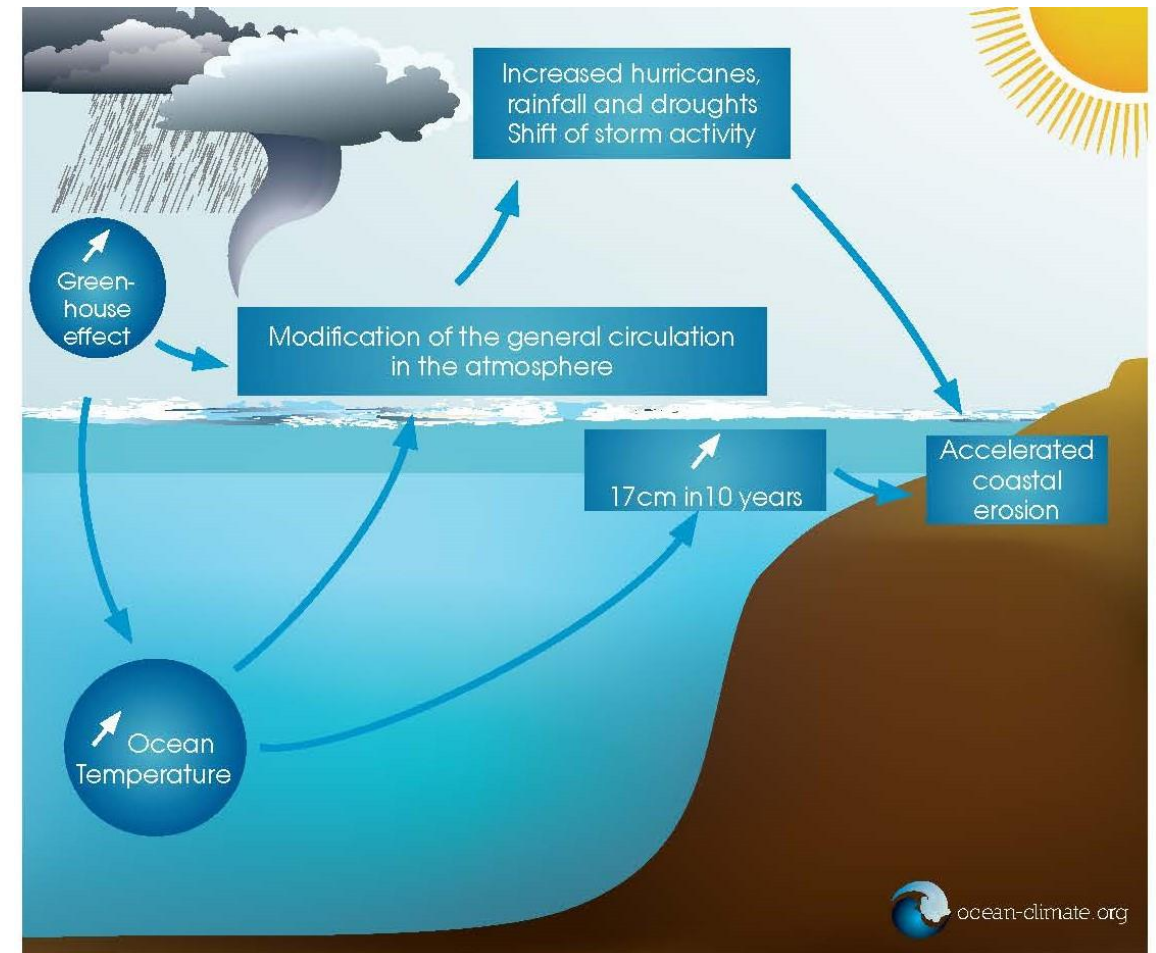 Increased hurricanes,
rainfall and droughts
Shift of storm activity
Green-
house
effect
Modification of the general circulation
in the atmosphere
17cm in10 years
Accelerated
coastal
erosion
Ocean
Temperature
ocean-climate.org